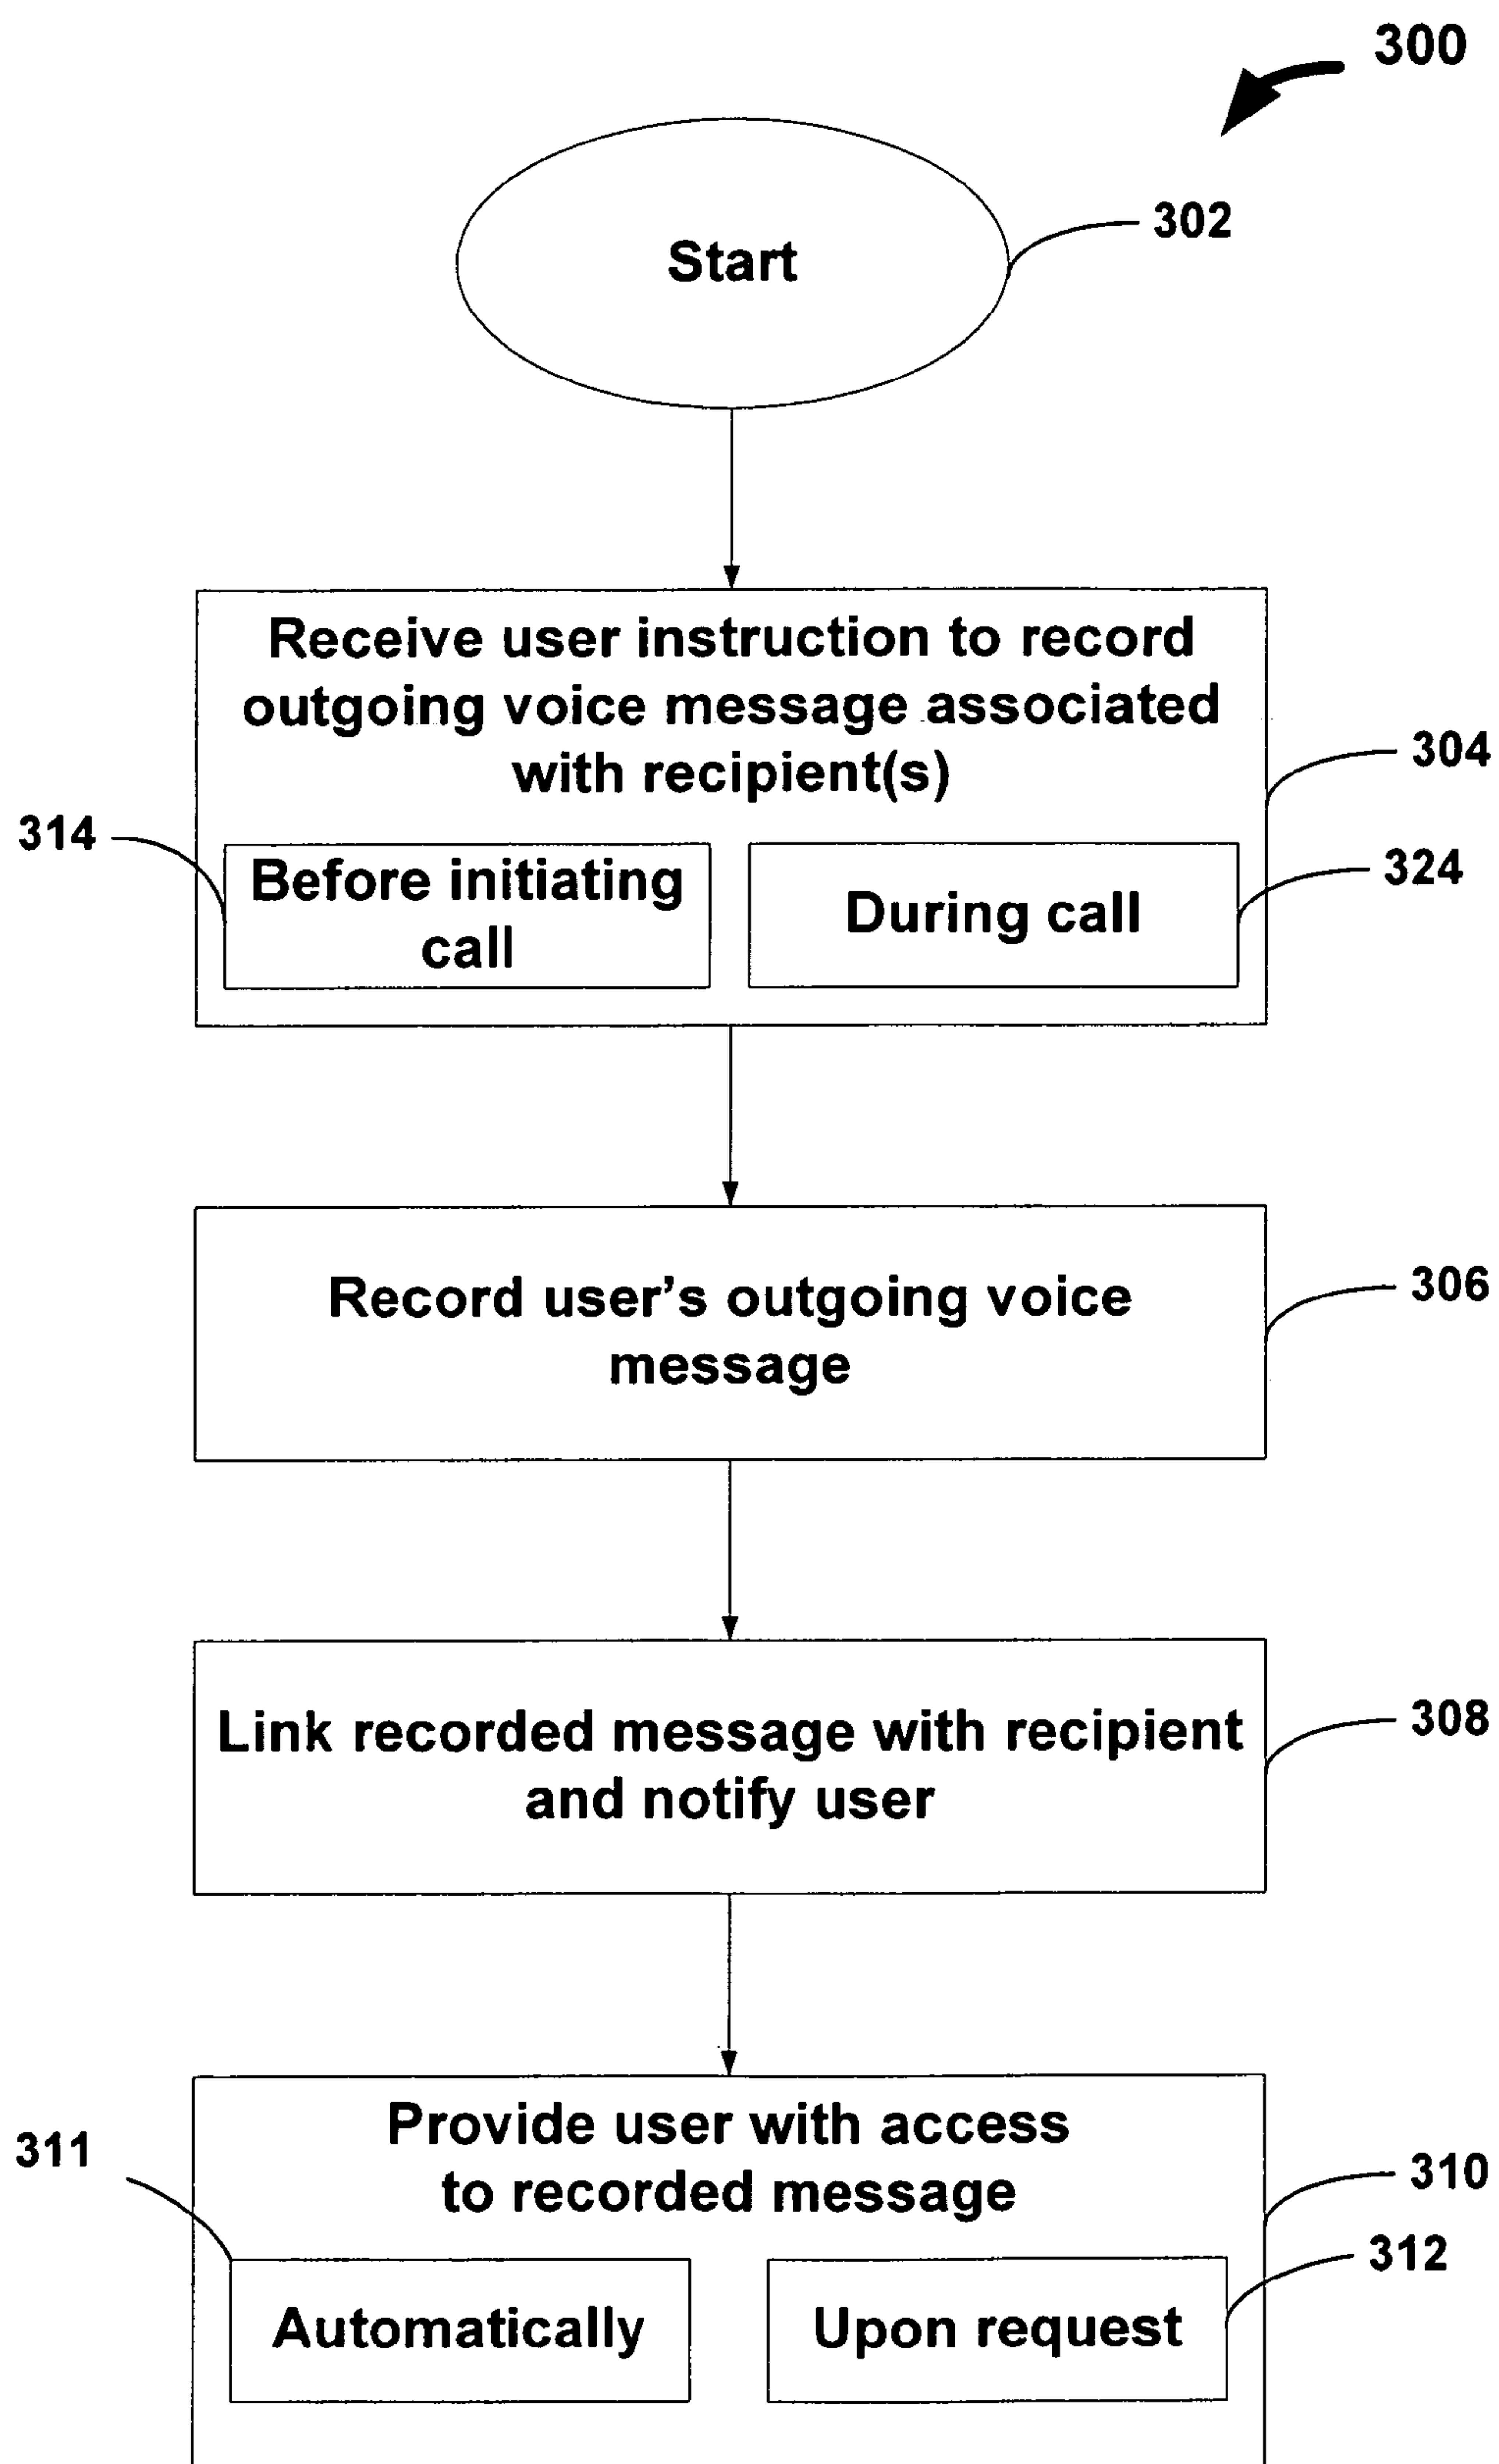 300
Start
302
Receive user instruction to record
outgoing voice message associated
with recipient(s)
304
314
Before initiating
call
During call
324
Record user's outgoing voice
message
306
Link recorded message with recipient
and notify user
308
Provide user with access
to recorded message
311
310
Automatically
Upon request
312